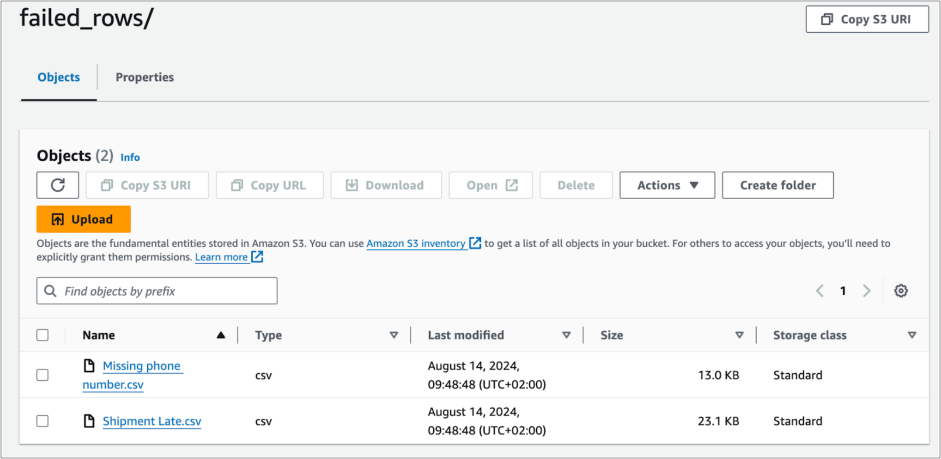 failed_rows/
Copy S3 URI
Objects
Properties
Objects (2) Info
Copy S3 URI
Copy URL
Download
Open
Delete
Actions
Create folder
Upload
Objects are the fundamental entities stored in Amazon S3. You can use Amazon S3 inventory to get a list of all objects in your bucket. For others to access your objects, you'll need to
explicitly grant them permissions. Learn more
Find objects by prefix
1
Name
Type
Last modified
Size
Storage class
Missing phone
number.csv
csv
August 14, 2024,
09:48:48 (UTC+02:00)
13.0 KB
Standard
Shipment Late.csv
csv
August 14, 2024,
09:48:48 (UTC+02:00)
23.1 KB
Standard